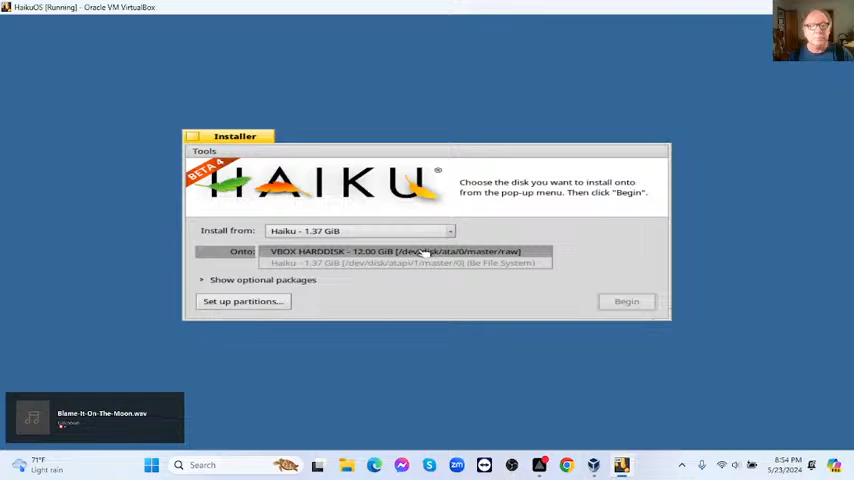 HaikuOS [Running] - Oracle VM VirtualBox
Installer
Tools
BETA 4
HAIKU®
Choose the disk you want to install onto
from the pop-up menu. Then click "Begin".
Install from: Haiku - 1.37 GiB
Onto: VBOX HARDDISK - 12.00 GiB [/dev/disk/ata/0/master/raw]
Haiku - 1.37 GiB [/dev/disk/atapi/1/master/0] (Be File System)
Show optional packages
Set up partitions...
Begin
Blame-It-On-The-Moon.wav
71°F
Light rain
Search
8:54 PM
5/23/2024